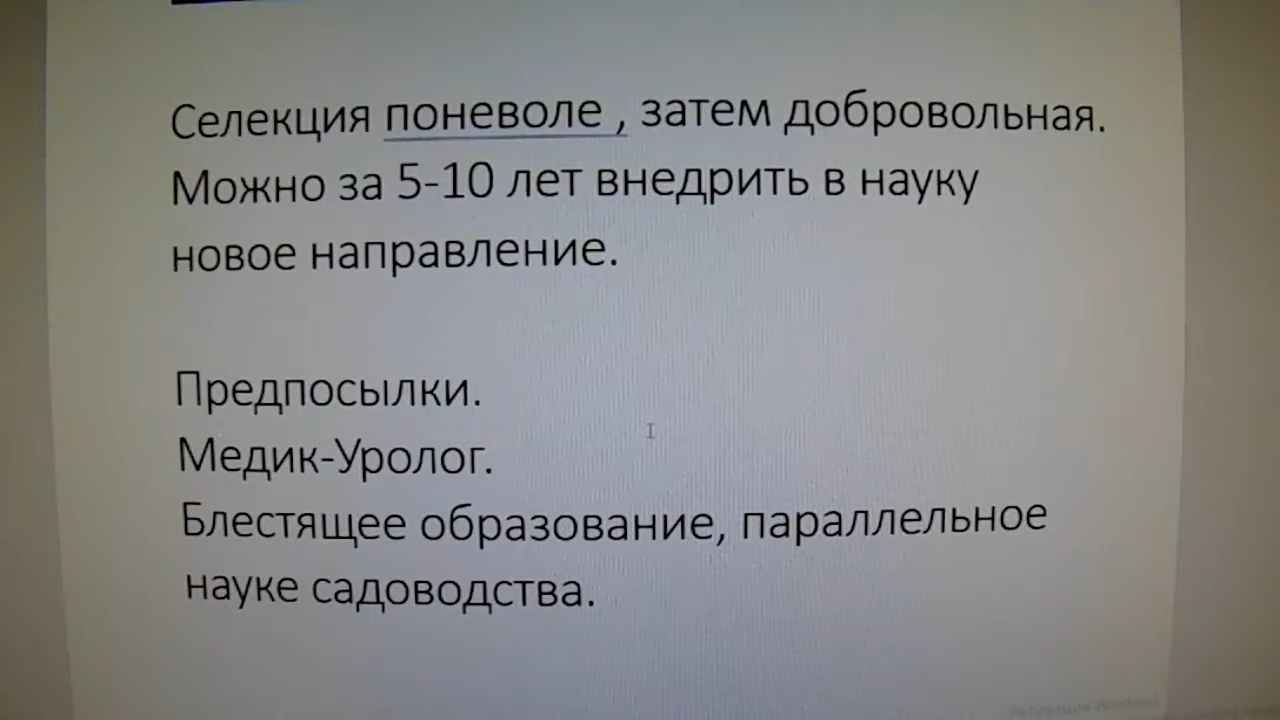 Селекция поневоле , затем добровольная.
Можно за 5-10 лет внедрить в науку
новое направление.
Предпосылки.
Медик-Уролог.
Блестящее образование, параллельное
науке садоводства.